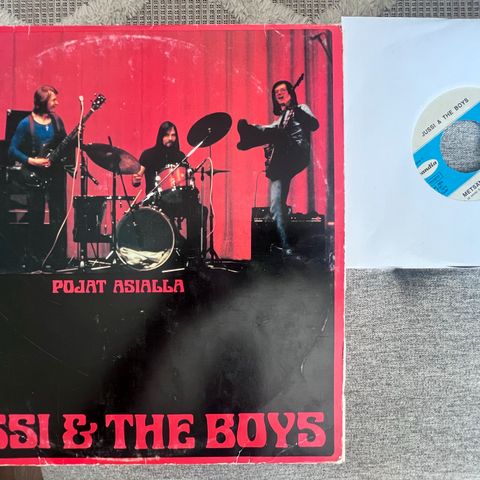 POJAT ASIALLA
SSI & THE BOYS
JUSSI & THE BOYS
METSÄ